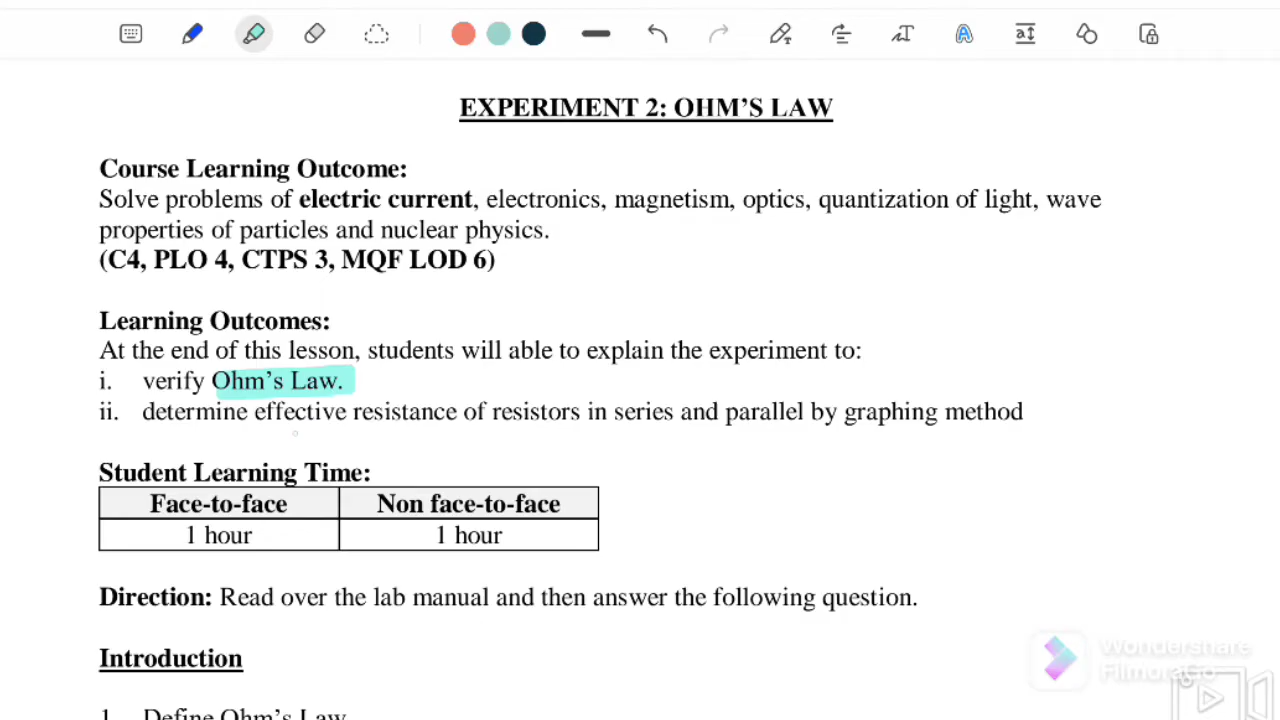 EXPERIMENT 2: OHM'S LAW
Course Learning Outcome:
Solve problems of electric current, electronics, magnetism, optics, quantization of light, wave
properties of particles and nuclear physics.
(C4, PLO 4, CTPS 3, MQF LOD 6)
Learning Outcomes:
At the end of this lesson, students will able to explain the experiment to:
i. verify Ohm's Law.
ii. determine effective resistance of resistors in series and parallel by graphing method
Student Learning Time:
Face-to-face Non face-to-face
1 hour 1 hour
Direction: Read over the lab manual and then answer the following question.
Introduction
Wondershare
FilmoraGo
1. Define Ohm's Law